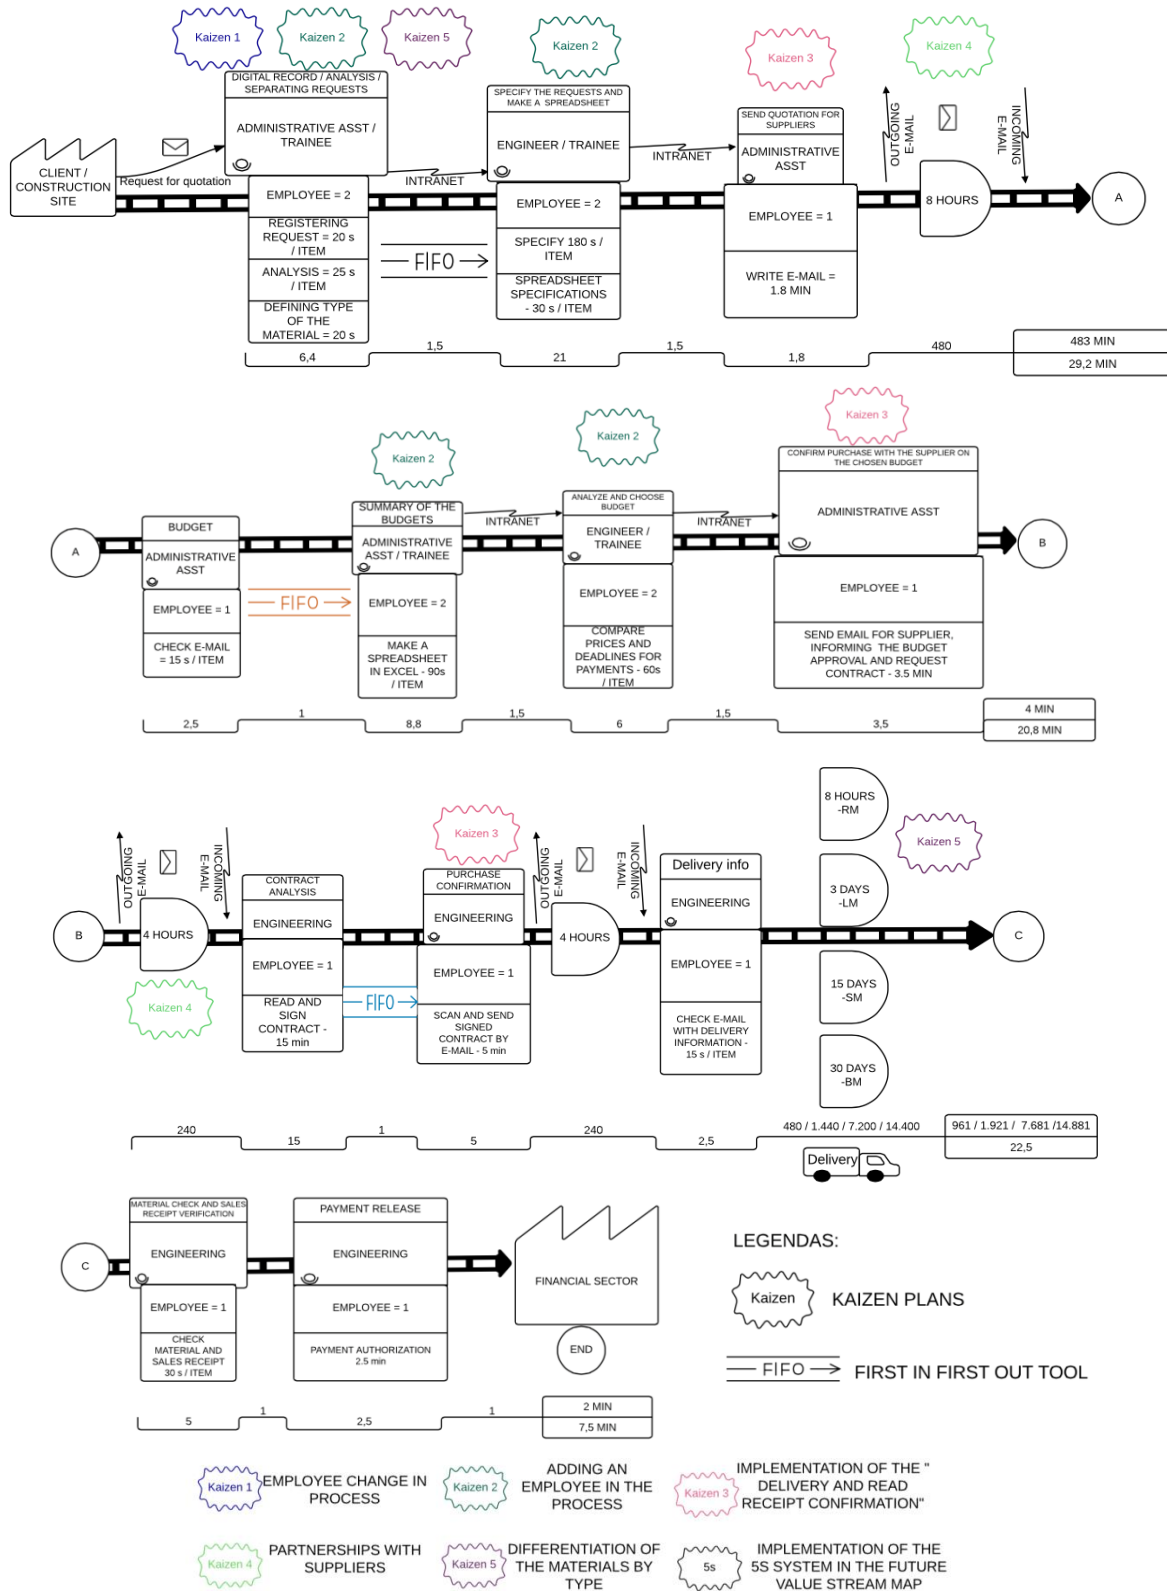 Kaizen 1
Kaizen 2
Kaizen 5
Kaizen 2
Kaizen 3
Kaizen 4
DIGITAL RECORD / ANALYSIS /
SEPARATING REQUESTS
ADMINISTRATIVE ASST /
TRAINEE
SPECIFY THE REQUESTS AND
MAKE A SPREADSHEET
ENGINEER / TRAINEE
SEND QUOTATION FOR
SUPPLIERS
ADMINISTRATIVE
ASST
OUTGOING
E-MAIL
INCOMING
E-MAIL
CLIENT /
CONSTRUCTION
SITE
Request for quotation
INTRANET
INTRANET
8 HOURS
A
EMPLOYEE = 2
REGISTERING
REQUEST = 20 s
/ ITEM
ANALYSIS = 25 s
/ ITEM
DEFINING TYPE
OF THE
MATERIAL = 20 s
FIFO
EMPLOYEE = 2
SPECIFY 180 s /
ITEM
SPREADSHEET
SPECIFICATIONS
- 30 s / ITEM
EMPLOYEE = 1
WRITE E-MAIL =
1.8 MIN
6,4
1,5
21
1,5
1,8
480
483 MIN
29,2 MIN
Kaizen 2
Kaizen 2
Kaizen 3
A
BUDGET
ADMINISTRATIVE
ASST
EMPLOYEE = 1
CHECK E-MAIL
= 15 s / ITEM
FIFO
SUMMARY OF THE
BUDGETS
ADMINISTRATIVE
ASST / TRAINEE
EMPLOYEE = 2
MAKE A
SPREADSHEET
IN EXCEL - 90s
/ ITEM
INTRANET
ANALYZE AND CHOOSE
BUDGET
ENGINEER /
TRAINEE
EMPLOYEE = 2
COMPARE
PRICES AND
DEADLINES FOR
PAYMENTS - 60s
/ ITEM
INTRANET
CONFIRM PURCHASE WITH THE SUPPLIER ON
THE CHOSEN BUDGET
ADMINISTRATIVE ASST
EMPLOYEE = 1
SEND EMAIL FOR SUPPLIER,
INFORMING THE BUDGET
APPROVAL AND REQUEST
CONTRACT - 3.5 MIN
B
2,5
1
8,8
1,5
6
1,5
3,5
4 MIN
20,8 MIN
B
OUTGOING
E-MAIL
INCOMING
E-MAIL
4 HOURS
Kaizen 4
CONTRACT
ANALYSIS
ENGINEERING
EMPLOYEE = 1
READ AND
SIGN
CONTRACT -
15 min
FIFO
Kaizen 3
PURCHASE
CONFIRMATION
ENGINEERING
EMPLOYEE = 1
SCAN AND SEND
SIGNED
CONTRACT BY
E-MAIL - 5 min
OUTGOING
E-MAIL
INCOMING
E-MAIL
4 HOURS
Delivery info
ENGINEERING
EMPLOYEE = 1
CHECK E-MAIL
WITH DELIVERY
INFORMATION -
15 s / ITEM
8 HOURS
-RM
3 DAYS
-LM
15 DAYS
-SM
30 DAYS
-BM
Kaizen 5
C
240
15
1
5
240
2,5
480 / 1.440 / 7.200 / 14.400
961 / 1.921 / 7.681 /14.881
22,5
Delivery
C
MATERIAL CHECK AND SALES
RECEIPT VERIFICATION
ENGINEERING
EMPLOYEE = 1
CHECK
MATERIAL AND
SALES RECEIPT
30 s / ITEM
PAYMENT RELEASE
ENGINEERING
EMPLOYEE = 1
PAYMENT AUTHORIZATION
2.5 min
FINANCIAL SECTOR
END
5
1
2,5
1
2 MIN
7,5 MIN
LEGENDAS:
Kaizen
KAIZEN PLANS
FIFO
FIRST IN FIRST OUT TOOL
Kaizen 1
EMPLOYEE CHANGE IN
PROCESS
Kaizen 2
ADDING AN
EMPLOYEE IN THE
PROCESS
Kaizen 3
IMPLEMENTATION OF THE "
DELIVERY AND READ
RECEIPT CONFIRMATION"
Kaizen 4
PARTNERSHIPS WITH
SUPPLIERS
Kaizen 5
DIFFERENTIATION OF
THE MATERIALS BY
TYPE
5s
IMPLEMENTATION OF THE
5S SYSTEM IN THE FUTURE
VALUE STREAM MAP